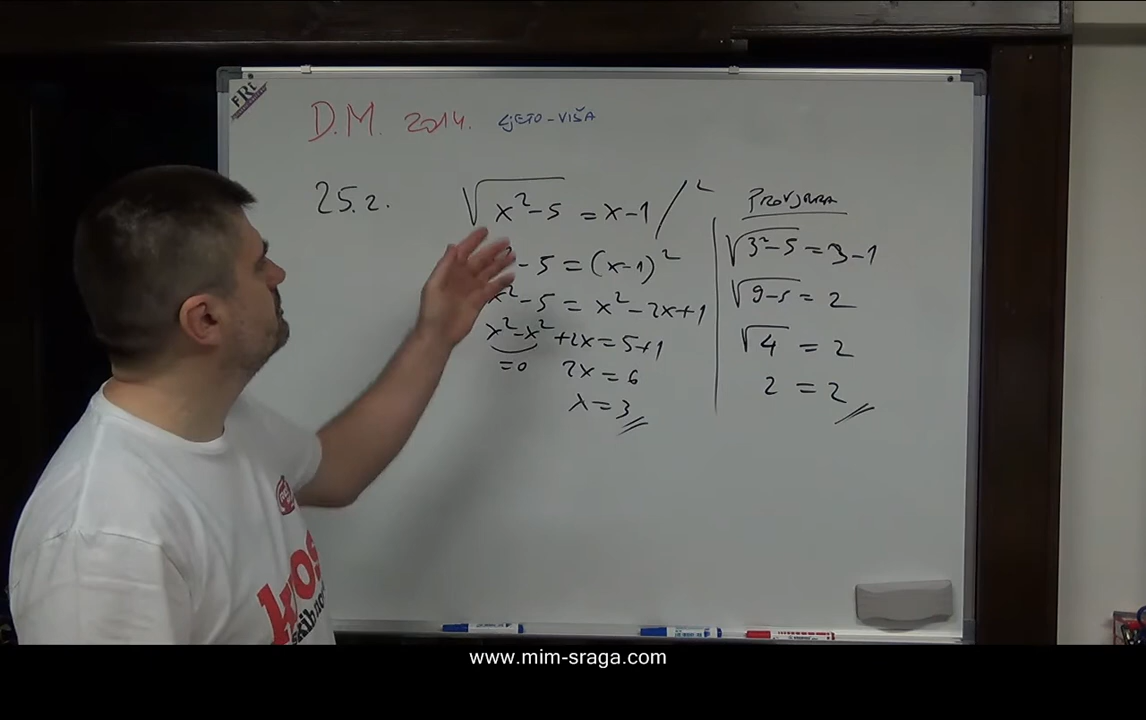 FRI
D.M. 2014. LJETO-VIŠA
25.2.
√x²-5 = x-1 /²
-5 = (x-1)²
x²-5 = x²-2x+1
x²-x²+2x=5+1
=0 2x=6
x=3
PROVJERA
√3²-5 = 3-1
√9-5 = 2
√4 = 2
2 = 2
www.mim-sraga.com